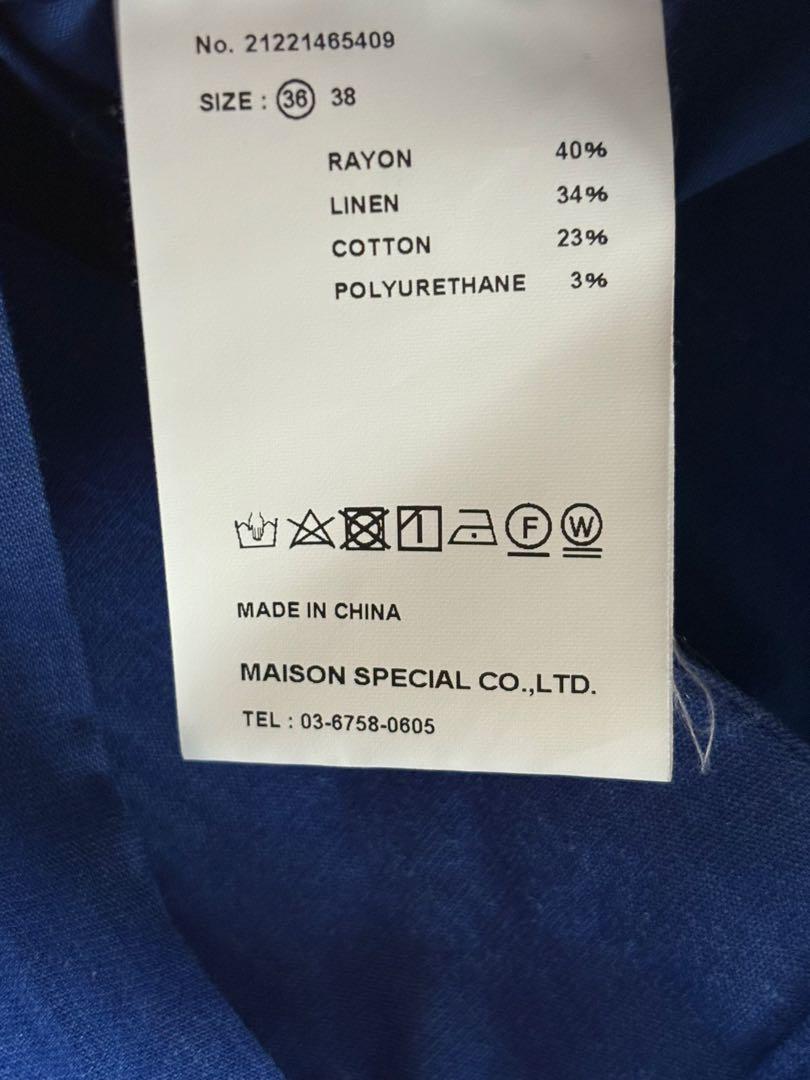 No. 21221465409
SIZE : 36 38
RAYON 40%
LINEN 34%
COTTON 23%
POLYURETHANE 3%
F W
MADE IN CHINA
MAISON SPECIAL CO.,LTD.
TEL : 03-6758-0605